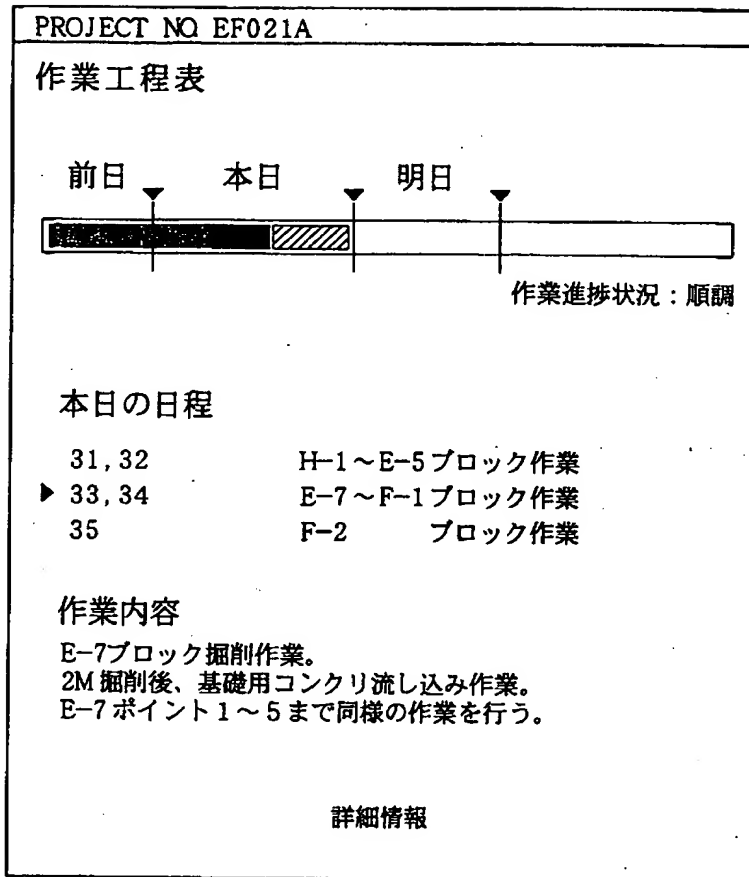 PROJECT NO EF021A
作業工程表
前日 本日 明日
作業進捗状況：順調
本日の日程
31,32 H-1～E-5ブロック作業
▶ 33,34 E-7～F-1ブロック作業
35 F-2 ブロック作業
作業内容
E-7ブロック掘削作業。
2M掘削後、基礎用コンクリ流し込み作業。
E-7ポイント1～5まで同様の作業を行う。
詳細情報